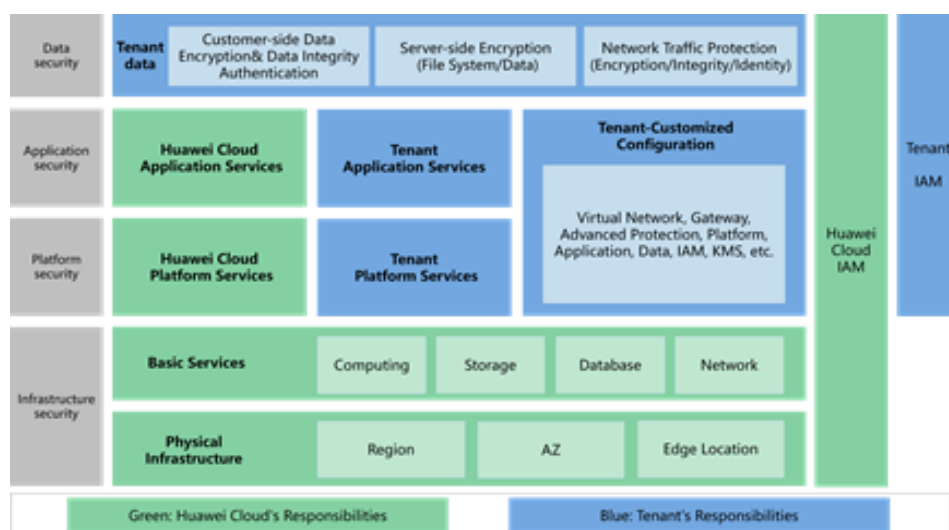 Data
security
Tenant
data
Customer-side Data
Encryption& Data Integrity
Authentication
Server-side Encryption
(File System/Data)
Network Traffic Protection
(Encryption/Integrity/Identity)
Application
security
Huawei Cloud
Application Services
Tenant
Application Services
Tenant-Customized
Configuration
Virtual Network, Gateway,
Advanced Protection, Platform,
Application, Data, IAM, KMS, etc.
Platform
security
Huawei Cloud
Platform Services
Tenant
Platform Services
Huawei
Cloud
IAM
Tenant
IAM
Infrastructure
security
Basic Services
Computing
Storage
Database
Network
Physical
Infrastructure
Region
AZ
Edge Location
Green: Huawei Cloud's Responsibilities
Blue: Tenant's Responsibilities